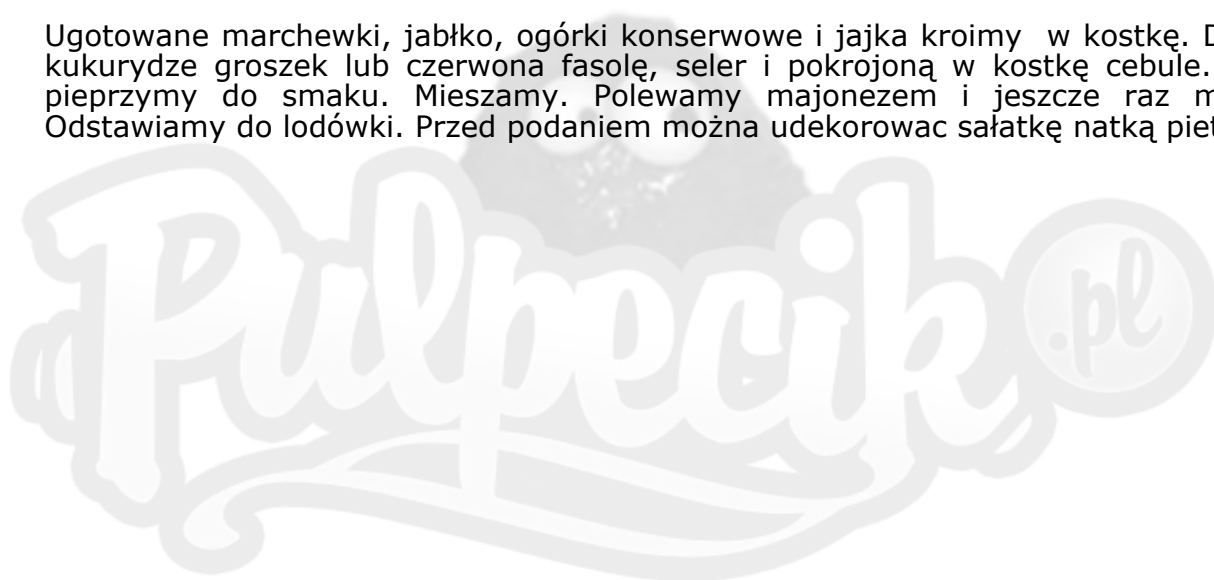 Ugotowane marchewki, jabłko, ogórki konserwowe i jajka kroimy w kostkę.
kukurydze groszek lub czerwona fasolę, seler i pokrojoną w kostkę cebule.
pieprzymy do smaku. Mieszamy. Polewamy majonezem i jeszcze raz
Odstawiamy do lodówki. Przed podaniem można udekorowac sałatkę natką
Pulpecik.pl